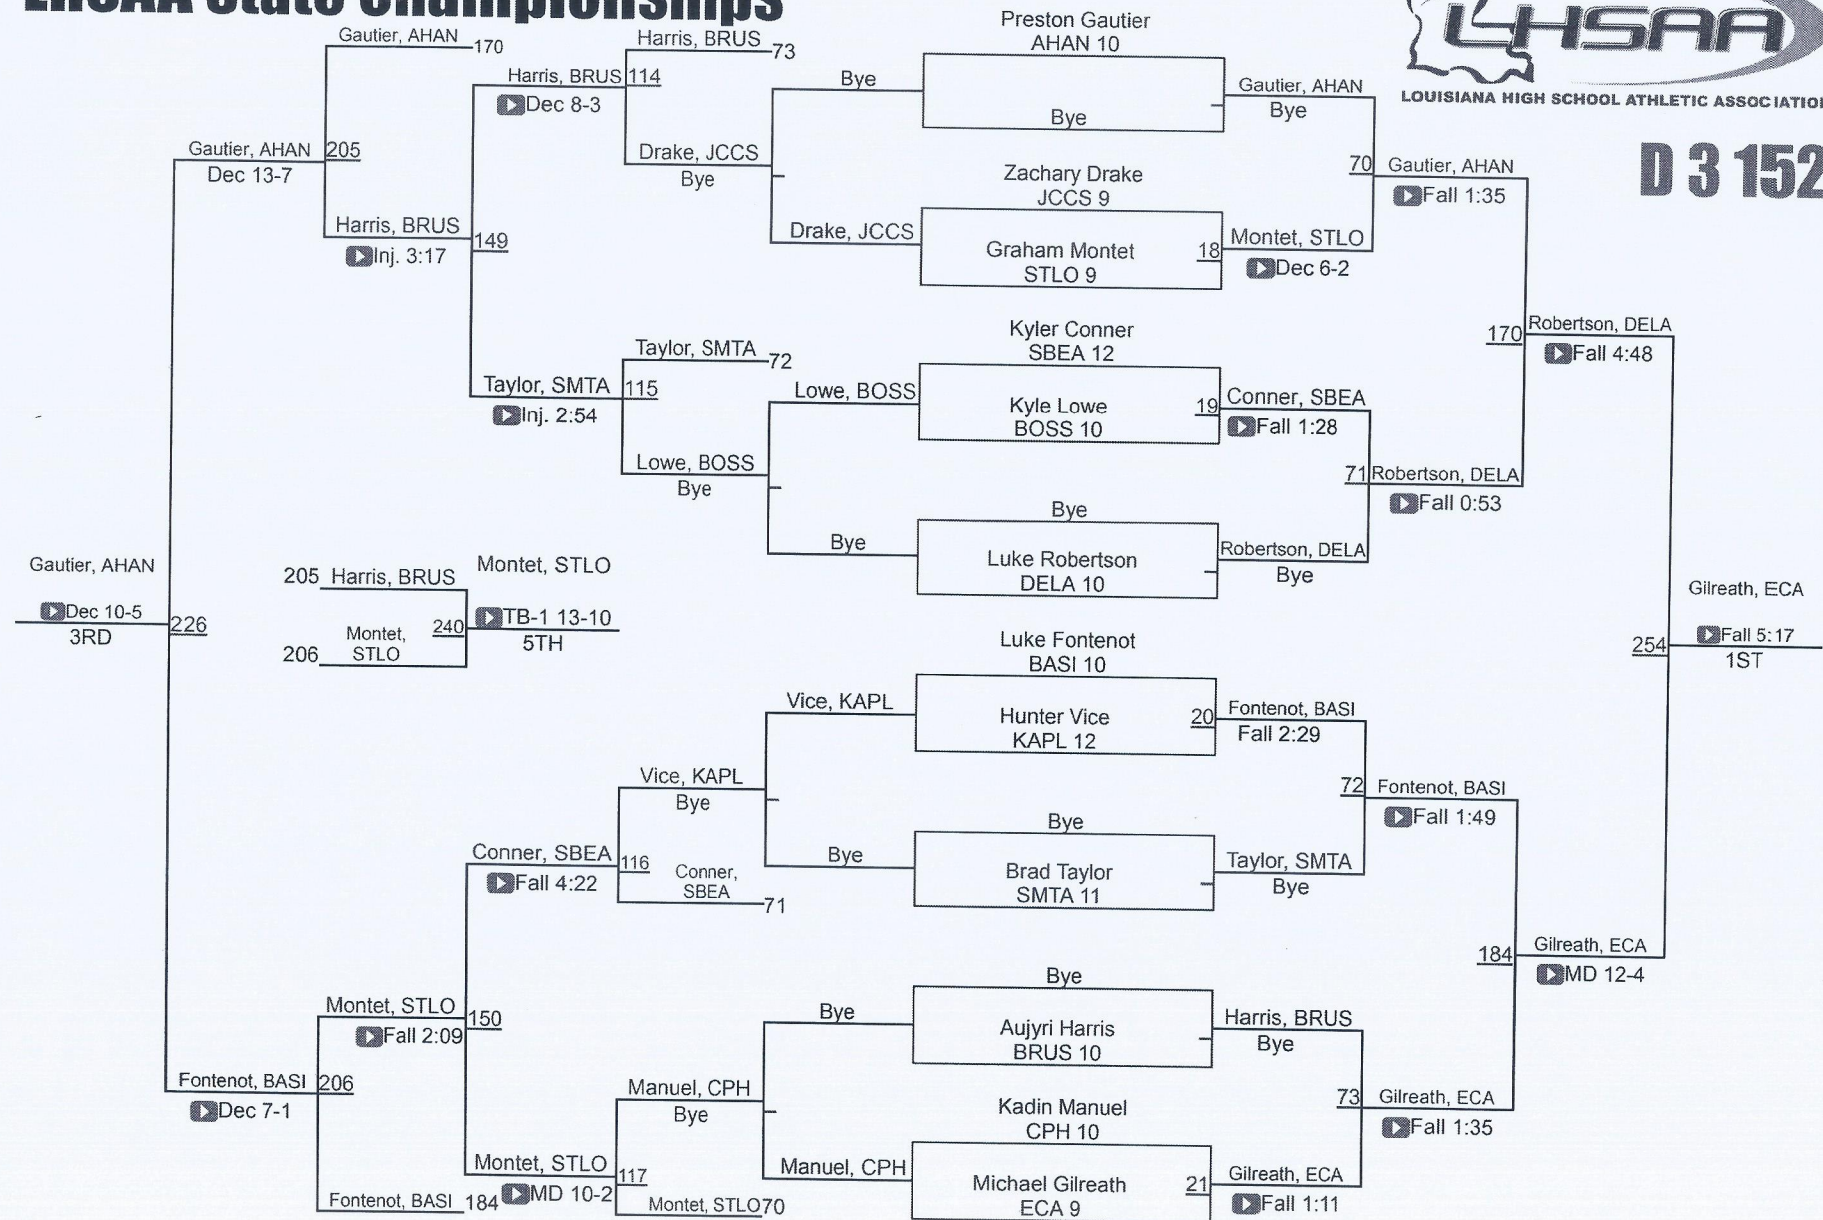 LHSAA State Championships
LHSAA
LOUISIANA HIGH SCHOOL ATHLETIC ASSOCIATION
D 3 152
Gautier, AHAN
170
Harris, BRUS
73
Harris, BRUS
114
Dec 8-3
Drake, JCCS
Bye
Gautier, AHAN
205
Dec 13-7
Harris, BRUS
149
Inj. 3:17
Taylor, SMTA
72
Taylor, SMTA
115
Inj. 2:54
Lowe, BOSS
Bye
Bye
Drake, JCCS
Lowe, BOSS
Bye
Preston Gautier
AHAN 10
Bye
Gautier, AHAN
Bye
Zachary Drake
JCCS 9
Graham Montet
STLO 9
18
Montet, STLO
Dec 6-2
70
Gautier, AHAN
Fall 1:35
Kyler Conner
SBEA 12
Kyle Lowe
BOSS 10
19
Conner, SBEA
Fall 1:28
Bye
Luke Robertson
DELA 10
Robertson, DELA
Bye
71
Robertson, DELA
Fall 0:53
170
Robertson, DELA
Fall 4:48
Gautier, AHAN
Dec 10-5
3RD
226
205
Harris, BRUS
206
Montet,
STLO
240
Montet, STLO
TB-1 13-10
5TH
Gilreath, ECA
254
Fall 5:17
1ST
Luke Fontenot
BASI 10
Hunter Vice
KAPL 12
20
Fontenot, BASI
Fall 2:29
Bye
Brad Taylor
SMTA 11
Taylor, SMTA
Bye
72
Fontenot, BASI
Fall 1:49
Bye
Aujyri Harris
BRUS 10
Harris, BRUS
Bye
Kadin Manuel
CPH 10
Michael Gilreath
ECA 9
21
Gilreath, ECA
Fall 1:11
73
Gilreath, ECA
Fall 1:35
184
Gilreath, ECA
MD 12-4
Vice, KAPL
Bye
Vice, KAPL
Bye
Conner, SBEA
116
Fall 4:22
Conner,
SBEA
71
Montet, STLO
150
Fall 2:09
Bye
Manuel, CPH
Manuel, CPH
Bye
Fontenot, BASI
206
Dec 7-1
Montet, STLO
117
MD 10-2
Montet, STLO
70
Fontenot, BASI
184